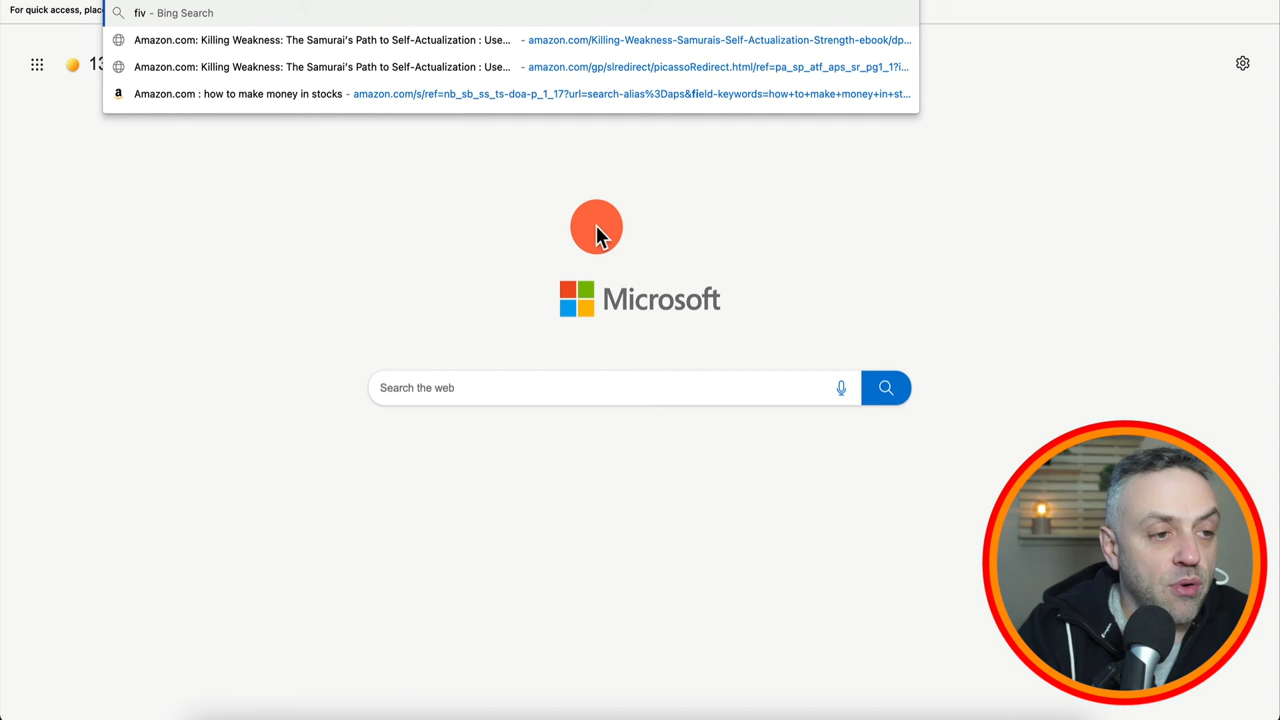 For quick access, plac
fiv – Bing Search
Amazon.com: Killing Weakness: The Samurai's Path to Self-Actualization : Use... - amazon.com/Killing-Weakness-Samurais-Self-Actualization-Strength-ebook/dp...
Amazon.com: Killing Weakness: The Samurai's Path to Self-Actualization : Use... - amazon.com/gp/slredirect/picassoRedirect.html/ref=pa_sp_atf_aps_sr_pg1_1?i...
Amazon.com : how to make money in stocks - amazon.com/s/ref=nb_sb_ss_ts-doa-p_1_17?url=search-alias%3Daps&field-keywords=how+to+make+money+in+st...
13
Microsoft
Search the web